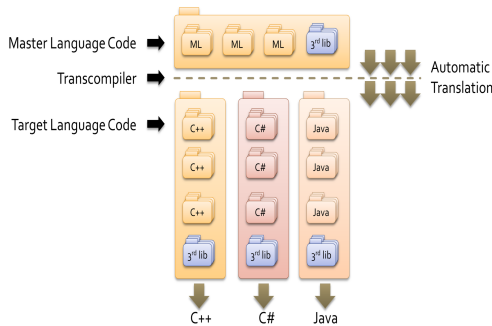 Master Language Code
ML ML ML 3rd lib
Transcompiler
Automatic
Translation
Target Language Code
C++ C# Java
C++ C# Java
C++ C# Java
3rd lib 3rd lib 3rd lib
C++ C# Java